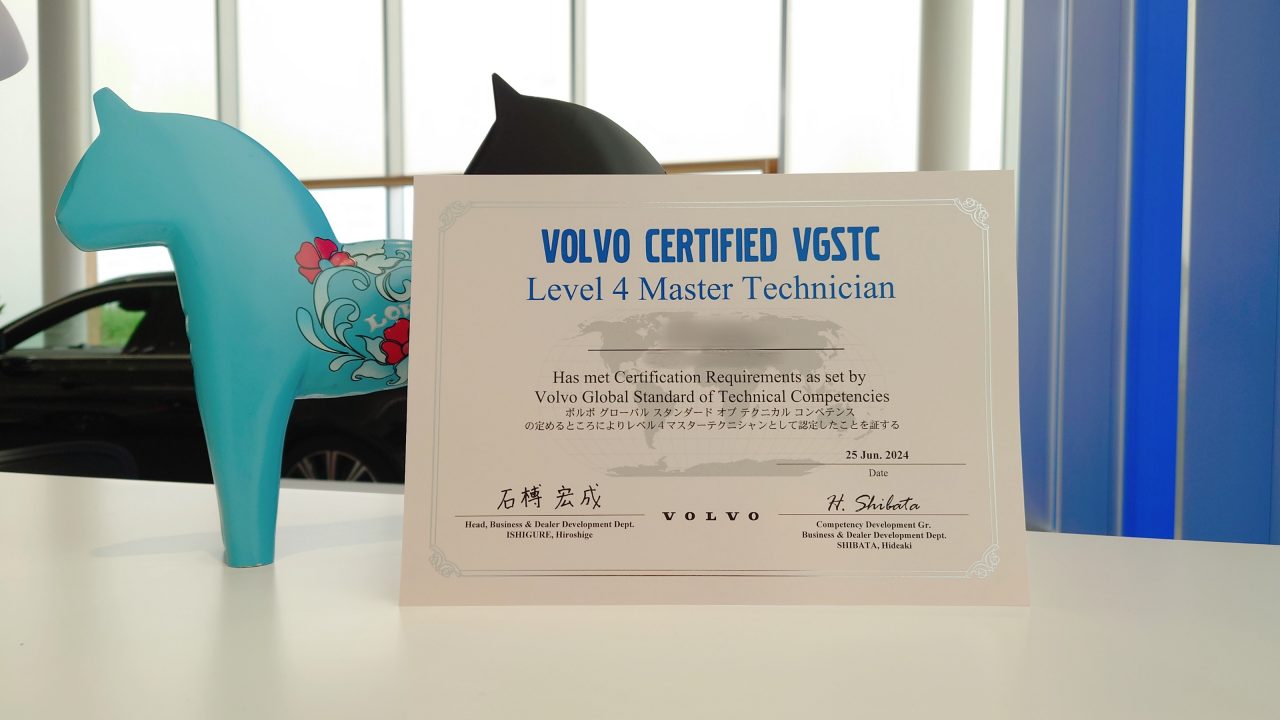 VOLVO CERTIFIED VGSTC
Level 4 Master Technician
Has met Certification Requirements as set by
Volvo Global Standard of Technical Competencies
ボルボ グローバル スタンダード オブ テクニカル コンペテンス
の定めるところによりレベル4マスターテクニシャンとして認定したことを証する
25 Jun. 2024
Date
石榑 宏成
Head, Business & Dealer Development Dept.
ISHIGURE, Hiroshige
VOLVO
H. Shibata
Competency Development Gr.
Business & Dealer Development Dept.
SHIBATA, Hideaki